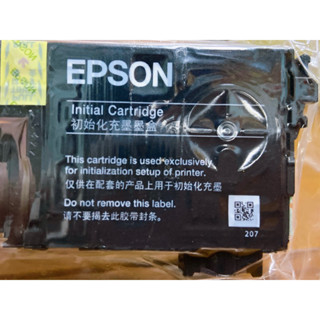 EPSON
Initial Cartridge
初始化充墨墨盒
This cartridge is used exclusively
for initialization setup of printer.
仅供在配套的产品上用于初始化充墨
Do not remove this label.
请不要揭去此胶带封条。
207